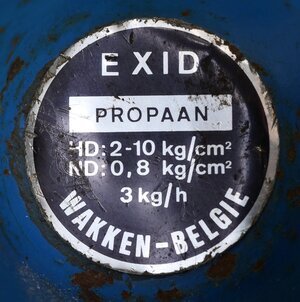 EXID
PROPAAN
HD: 2-10 kg/cm²
ND: 0,8 kg/cm²
3 kg/h
WAKKEN-BELGIE